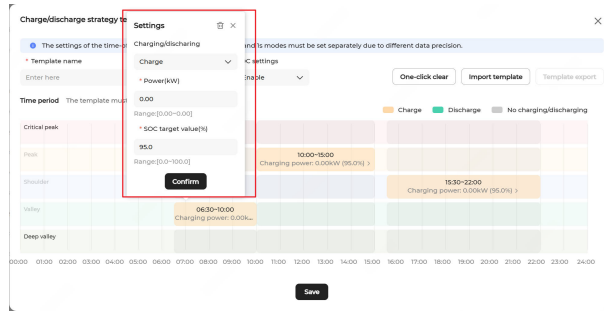 Charge/discharge strategy te
Settings
The settings of the time-o
and 1s modes must be set separately due to different data precision.
Charging/discharing
* Template name
OC settings
Charge
Enter here
nable
One-click clear
Import template
Template export
* Power(kW)
Time period The template must
0.00
Charge
Discharge
No charging/discharging
Range:[0.00~0.00]
Critical peak
* SOC target value(%)
95.0
Peak
10:00~15:00
Charging power: 0.00kW (95.0%) >
Range:[0.0~100.0]
Shoulder
Confirm
15:30~22:00
Charging power: 0.00kW (95.0%) >
Valley
06:30~10:00
Charging power: 0.00k...
Deep valley
00:00 01:00 02:00 03:00 04:00 05:00 06:00 07:00 08:00 09:00 10:00 11:00 12:00 13:00 14:00 15:00 16:00 17:00 18:00 19:00 20:00 21:00 22:00 23:00 24:00
Save